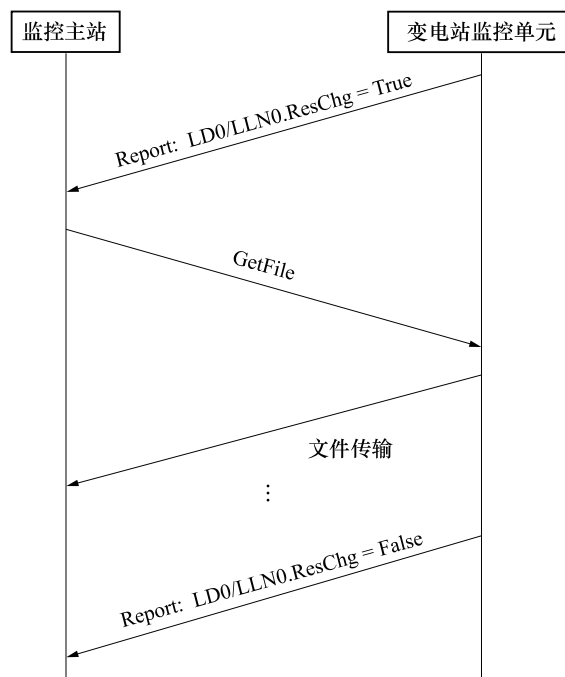 监控主站
变电站监控单元
Report: LD0/LLN0.ResChg = True
GetFile
文件传输
⋮
Report: LD0/LLN0.ResChg = False